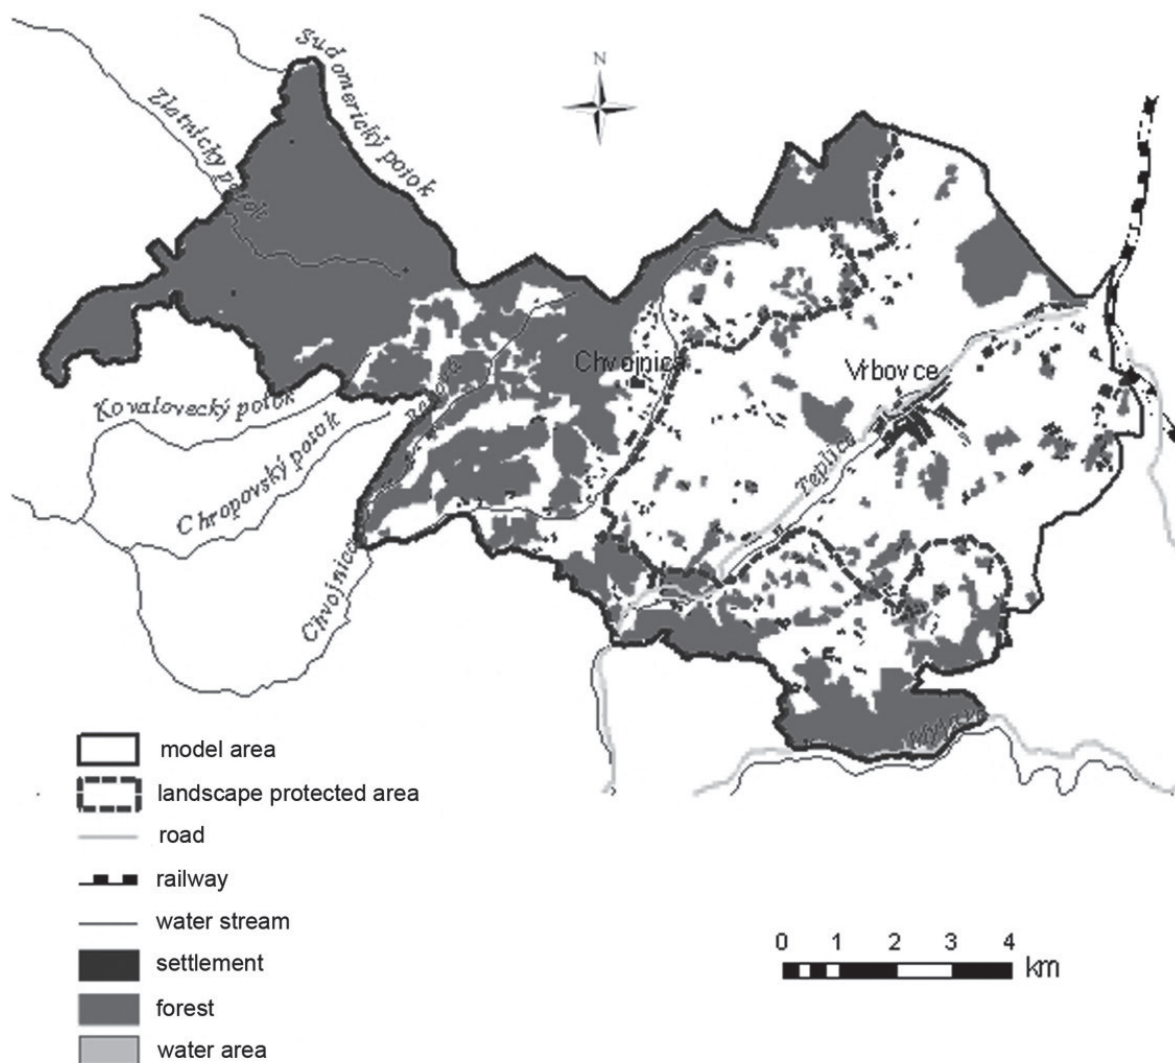 N
Sudomerický potok
Zlatnícky potok
Chvojnica
Vrbovce
Kovalovecký potok
Teplica
Chropovský potok
Chvojnica
Myjava
model area
landscape protected area
road
railway
water stream
settlement
forest
water area
0 1 2 3 4
km